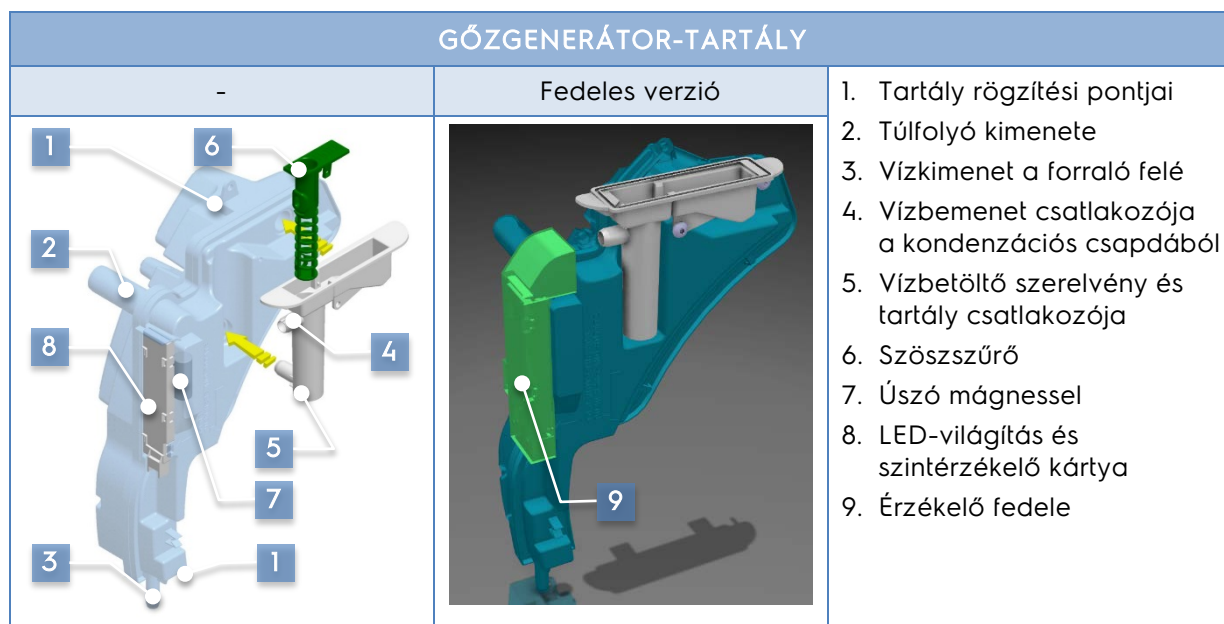 GŐZGENERÁTOR-TARTÁLY
-
Fedeles verzió
1
6
2
8
4
5
7
3
1
9
1. Tartály rögzítési pontjai
2. Túlfolyó kimenete
3. Vízkimenet a forraló felé
4. Vízbemenet csatlakozója
a kondenzációs csapdából
5. Vízbetöltő szerelvény és
tartály csatlakozója
6. Szöszszűrő
7. Úszó mágnessel
8. LED-világítás és
szintérzékelő kártya
9. Érzékelő fedele